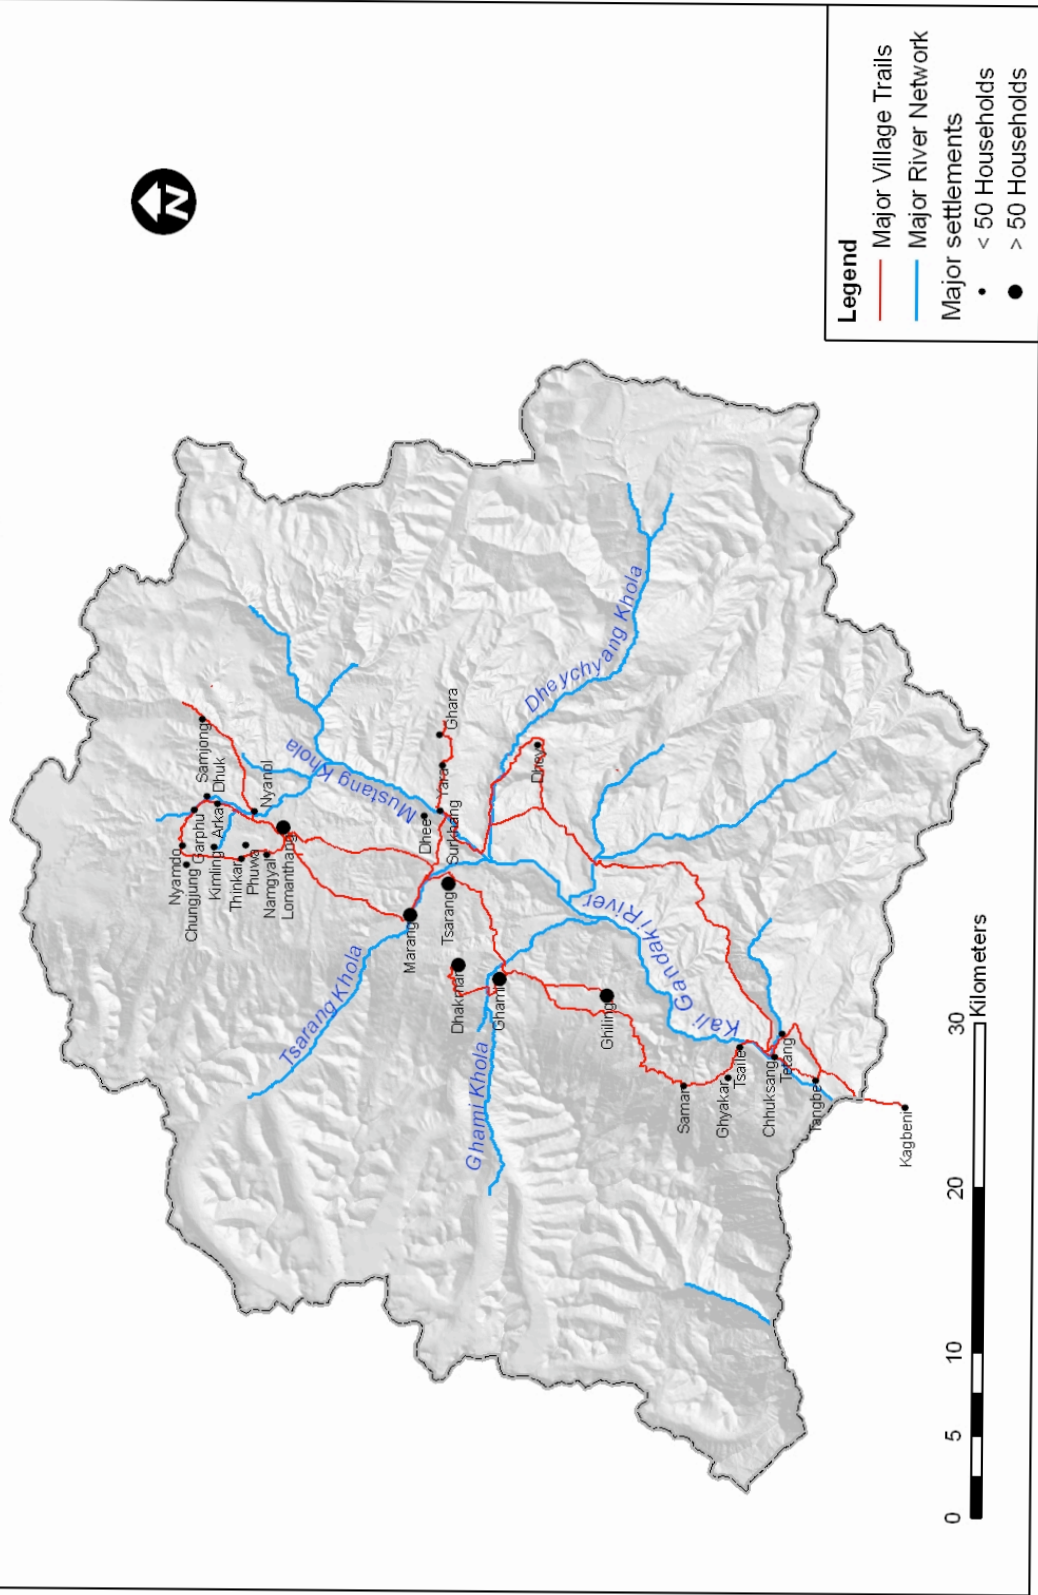 N
Samjong
Dhuk
Nyamdo
Garphu
Arka
Nyanol
Chungjung
Kimling
Thinkar
Phuwa
Namgyal
Lomanthang
Mustang Khola
Ghara
Yara
Dhee
Surkhang
Marang
Tsarang
Tsarang Khola
Dheychyang Khola
Dhey
Dhakmar
Ghami
Ghami Khola
Ghiling
Kali Gandaki River
Samar
Ghyakar
Tsaile
Chhuksang
Tetang
Tangbe
Kagbeni
0 5 10 20 30
Kilometers
Legend
Major Village Trails
Major River Network
Major settlements
< 50 Households
> 50 Households